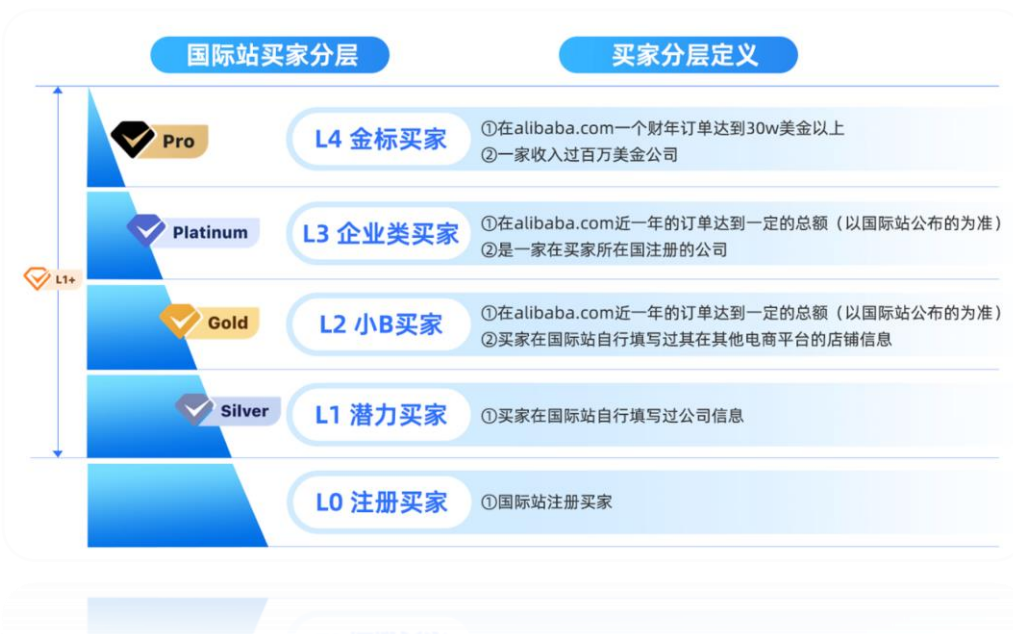 国际站买家分层
买家分层定义
Pro
L4 金标买家
①在alibaba.com一个财年订单达到30w美金以上
②一家收入过百万美金公司
Platinum
L3 企业类买家
①在alibaba.com近一年的订单达到一定的总额（以国际站公布的为准）
②是一家在买家所在国注册的公司
L1+
Gold
L2 小B买家
①在alibaba.com近一年的订单达到一定的总额（以国际站公布的为准）
②买家在国际站自行填写过其在其他电商平台的店铺信息
Silver
L1 潜力买家
①买家在国际站自行填写过公司信息
L0 注册买家
①国际站注册买家